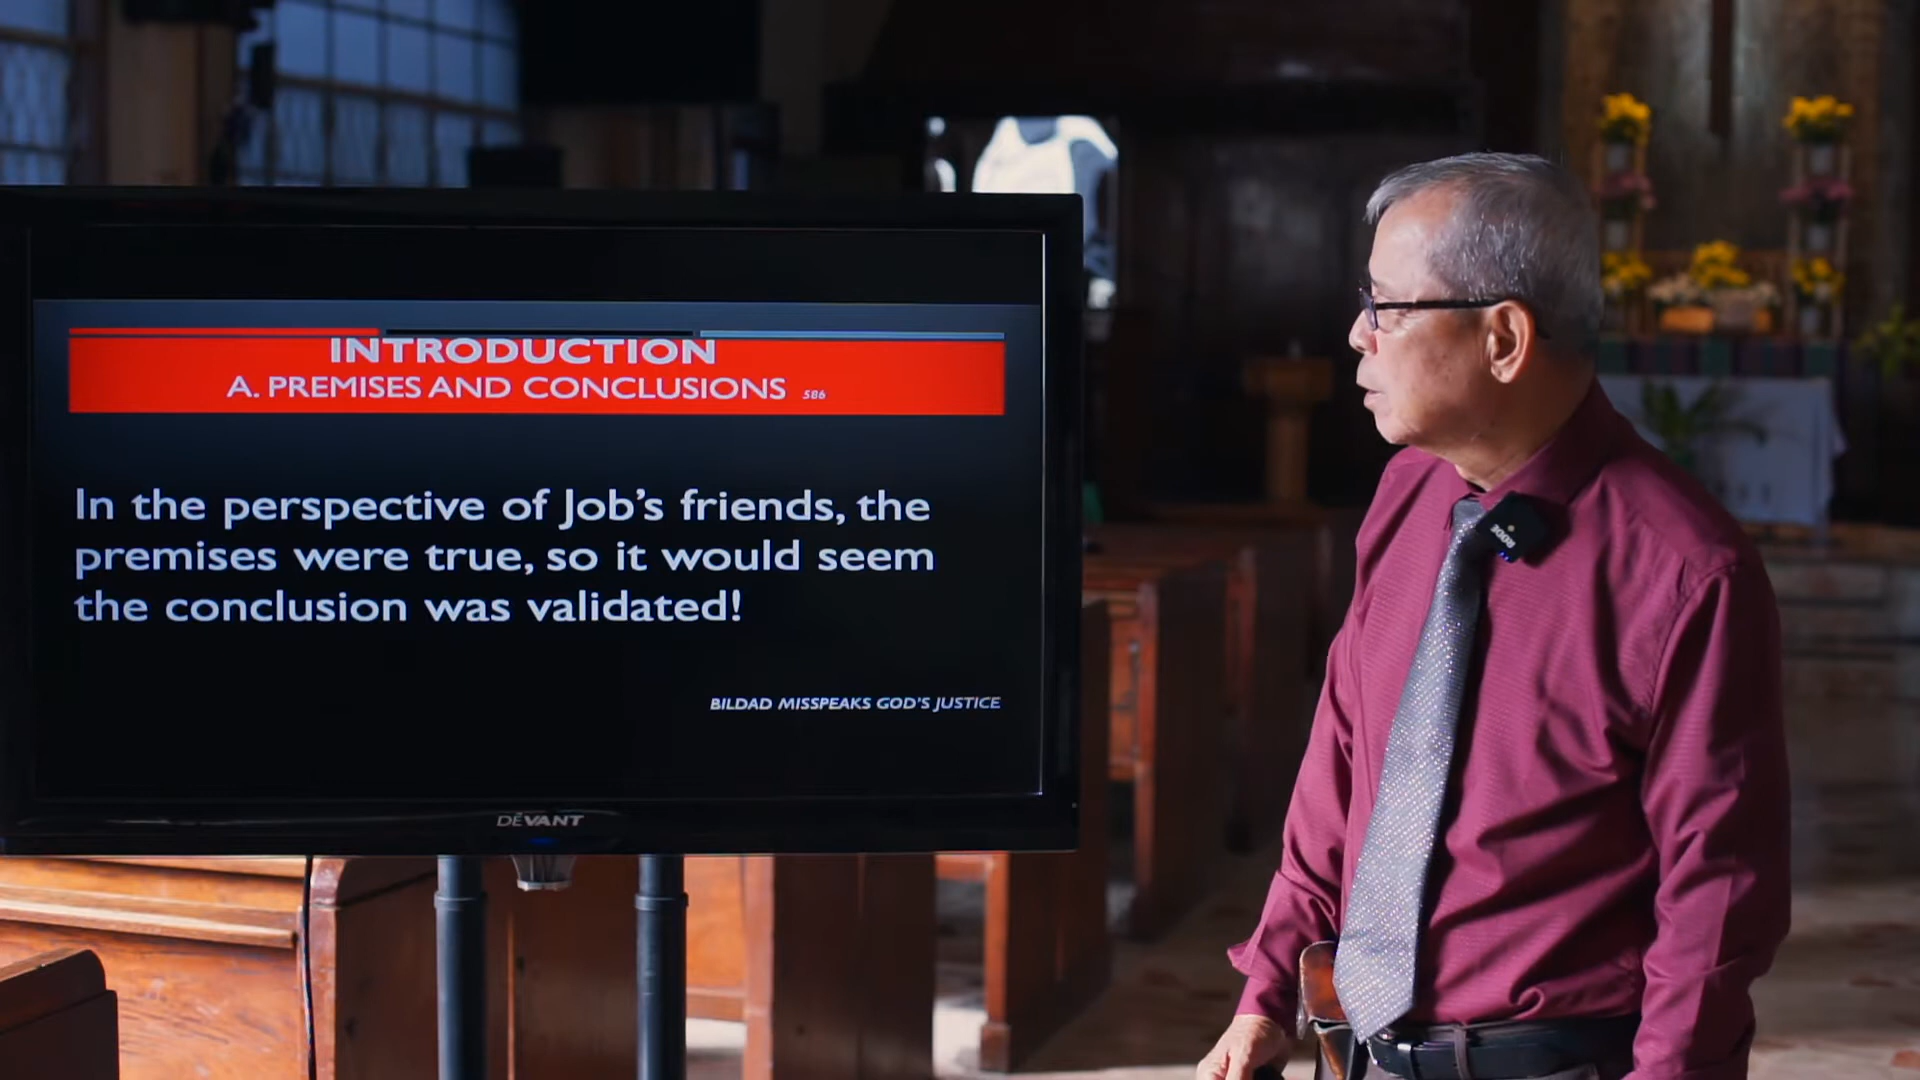 INTRODUCTION
A. PREMISES AND CONCLUSIONS 586
In the perspective of Job's friends, the
premises were true, so it would seem
the conclusion was validated!
BILDAD MISSPEAKS GOD'S JUSTICE
DEVANT
RØDE